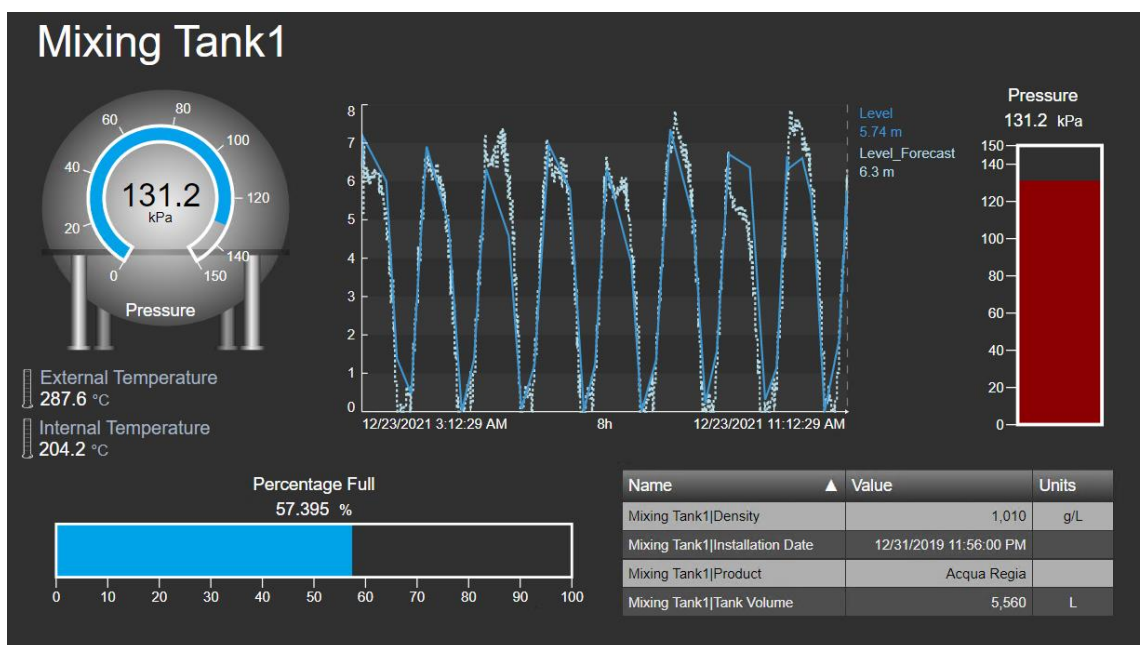 Mixing Tank1
0
20
40
60
80
100
120
140
150
131.2
kPa
Pressure
External Temperature
287.6 °C
Internal Temperature
204.2 °C
8
7
6
5
4
3
2
1
0
12/23/2021 3:12:29 AM 8h 12/23/2021 11:12:29 AM
Level
5.74 m
Level_Forecast
6.3 m
Pressure
131.2 kPa
150
140
120
100
80
60
40
20
0
Percentage Full
57.395 %
0 10 20 30 40 50 60 70 80 90 100
Name ▲ Value Units
Mixing Tank1|Density 1,010 g/L
Mixing Tank1|Installation Date 12/31/2019 11:56:00 PM
Mixing Tank1|Product Acqua Regia
Mixing Tank1|Tank Volume 5,560 L